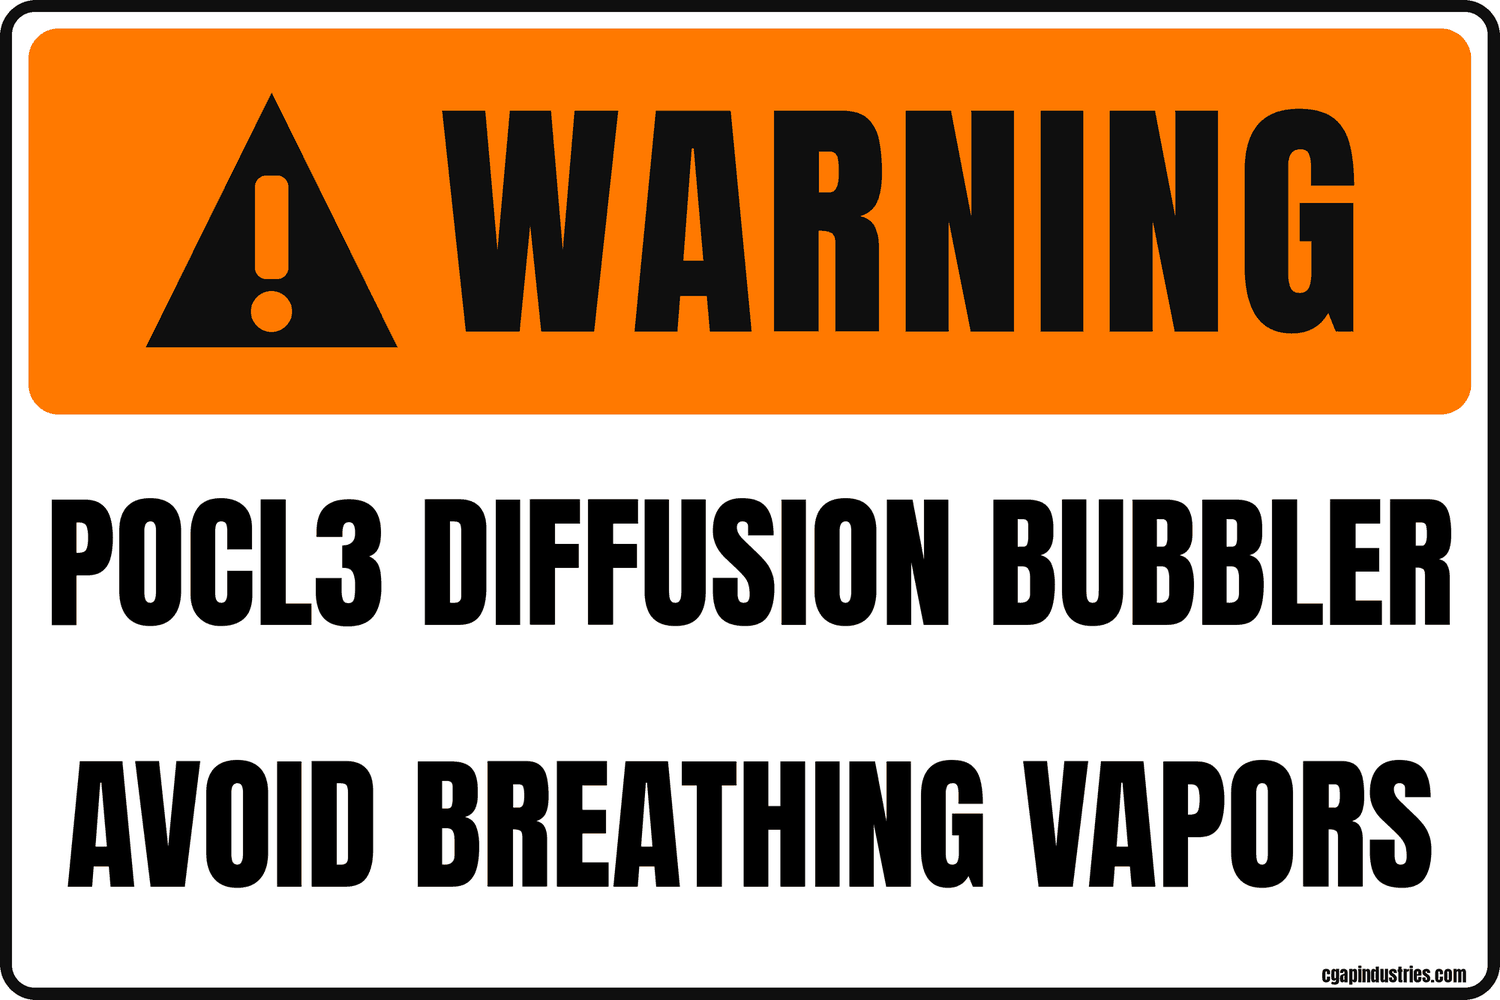 WARNING
POCL3 DIFFUSION BUBBLER
AVOID BREATHING VAPORS
cgapindustries.com